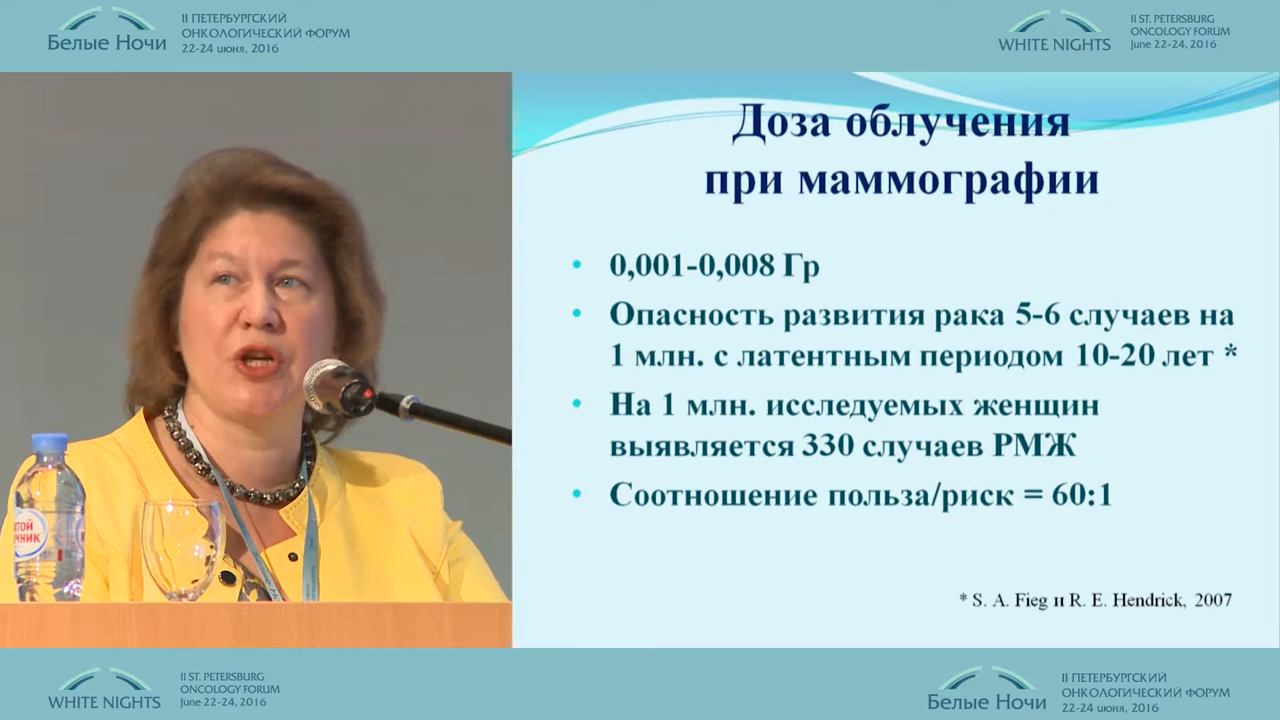 II ПЕТЕРБУРГСКИЙ
ОНКОЛОГИЧЕСКИЙ ФОРУМ
22-24 июня, 2016
Белые Ночи
II ST. PETERSBURG
ONCOLOGY FORUM
June 22-24, 2016
WHITE NIGHTS
Доза облучения
при маммографии
• 0,001-0,008 Гр
• Опасность развития рака 5-6 случаев на
1 млн. с латентным периодом 10-20 лет *
• На 1 млн. исследуемых женщин
выявляется 330 случаев РМЖ
• Соотношение польза/риск = 60:1
* S. A. Fieg и R. E. Hendrick, 2007
II ST. PETERSBURG
ONCOLOGY FORUM
June 22-24, 2016
WHITE NIGHTS
II ПЕТЕРБУРГСКИЙ
ОНКОЛОГИЧЕСКИЙ ФОРУМ
22-24 июня, 2016
Белые Ночи